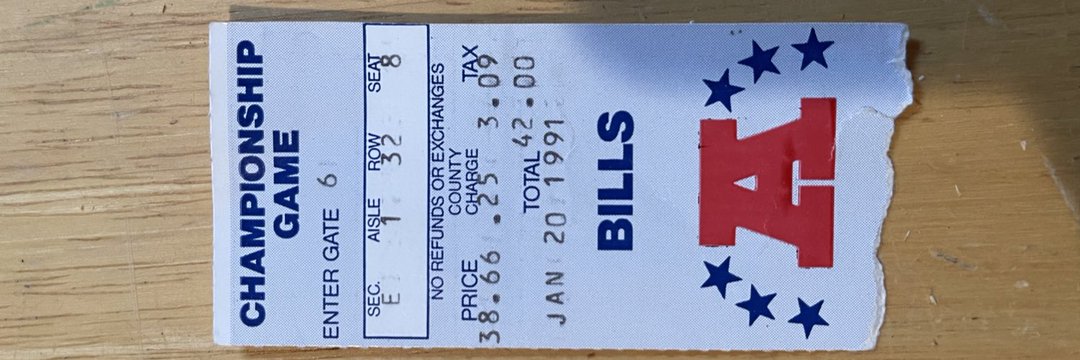 CHAMPIONSHIP
GAME
ENTER GATE 6
SEC. AISLE ROW SEAT
E 1 32 8
NO REFUNDS OR EXCHANGES
COUNTY
PRICE CHARGE TAX
38.66 .25 3.09
TOTAL 42.00
JAN 20 1991
BILLS
A